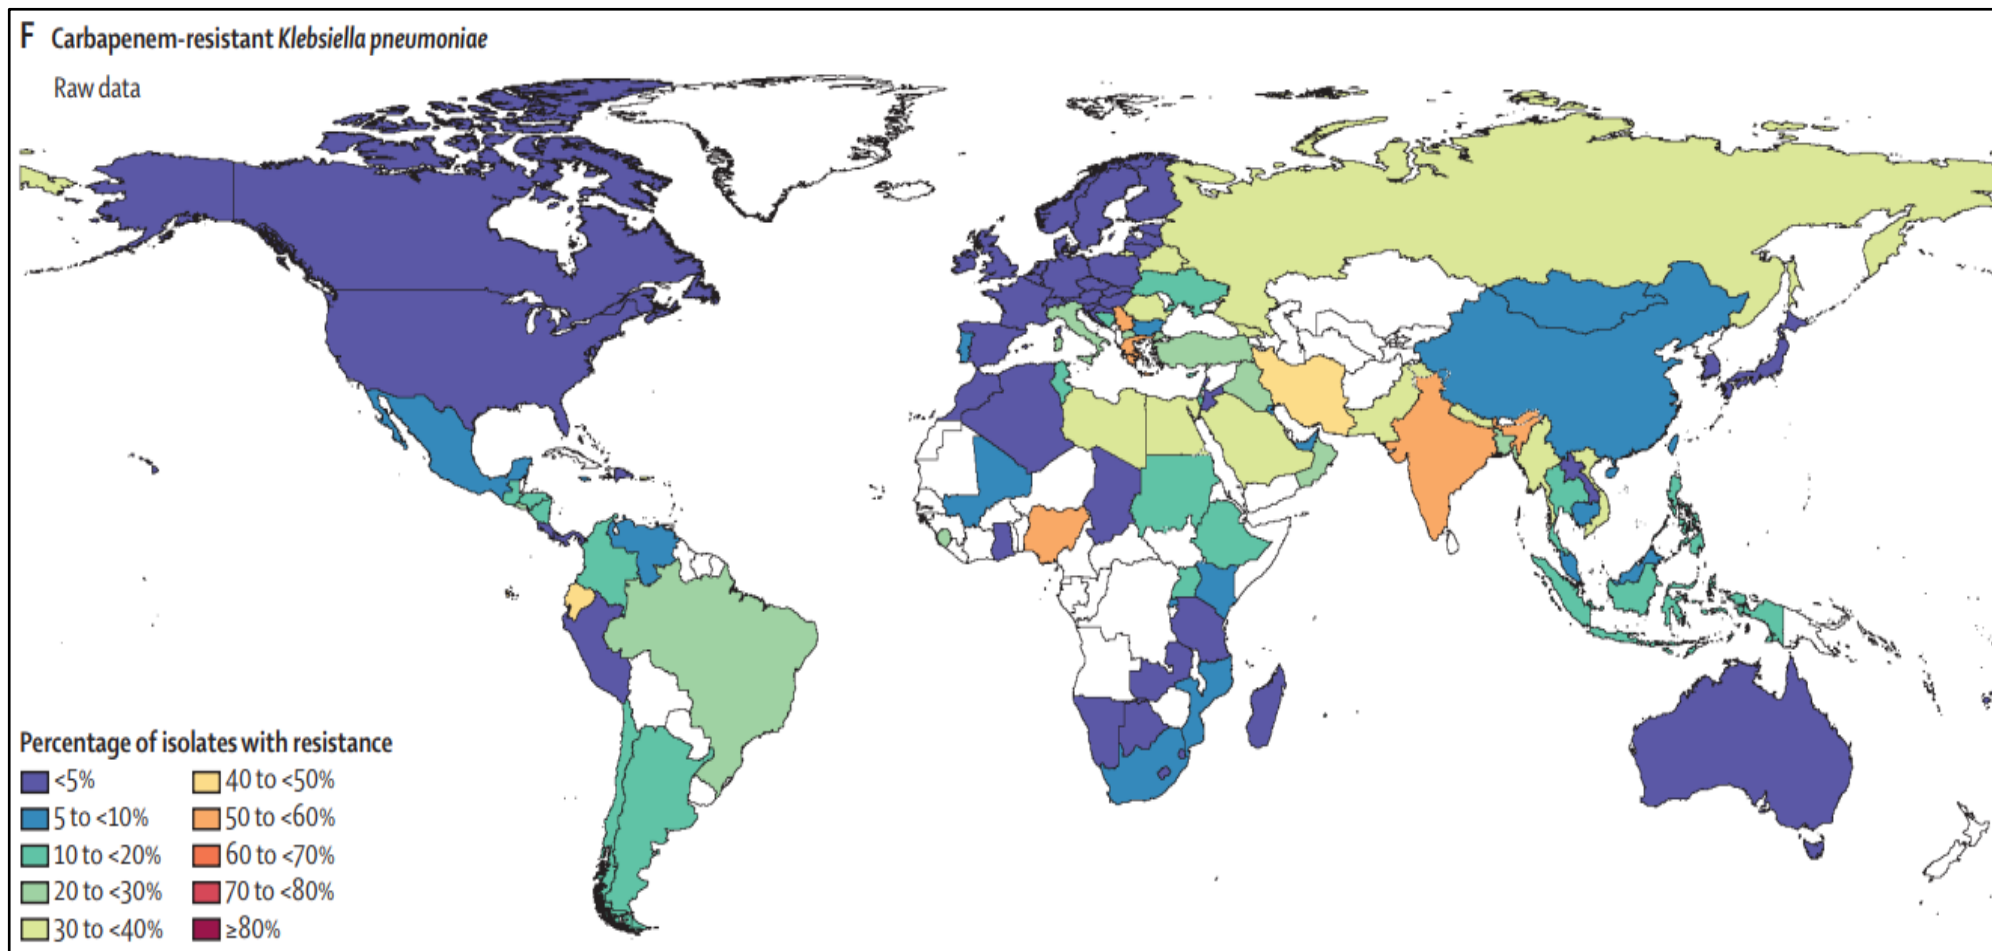 F Carbapenem-resistant Klebsiella pneumoniae
Raw data
Percentage of isolates with resistance
<5%
5 to <10%
10 to <20%
20 to <30%
30 to <40%
40 to <50%
50 to <60%
60 to <70%
70 to <80%
≥80%